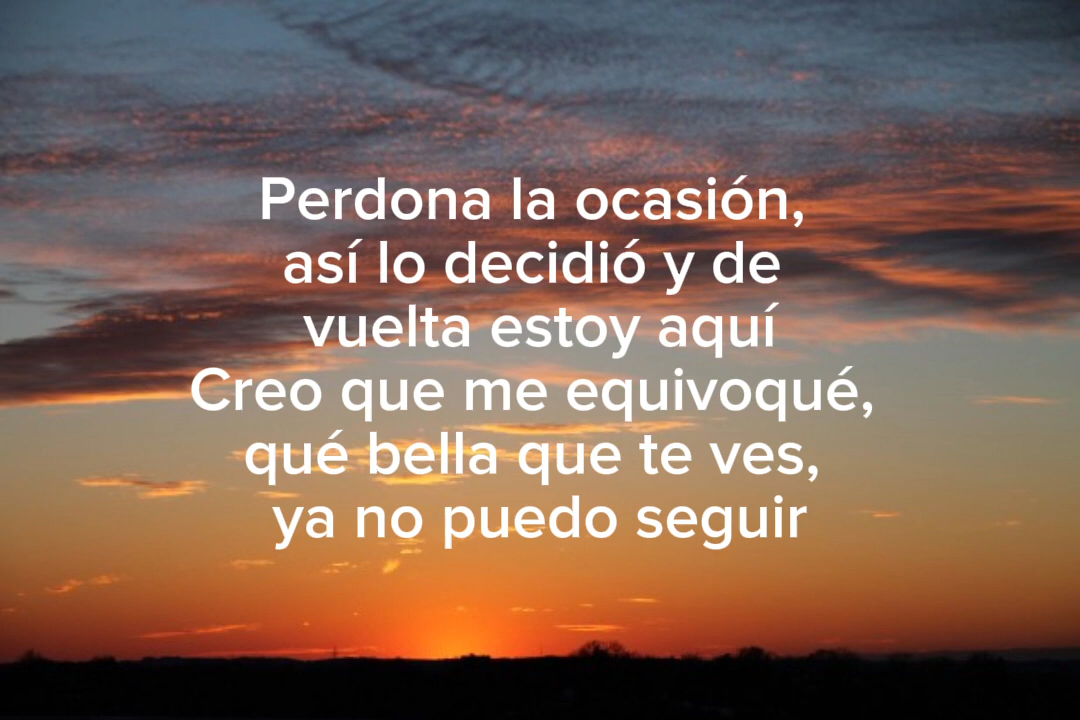 Perdona la ocasión,
así lo decidió y de
vuelta estoy aquí
Creo que me equivoqué,
qué bella que te ves,
ya no puedo seguir